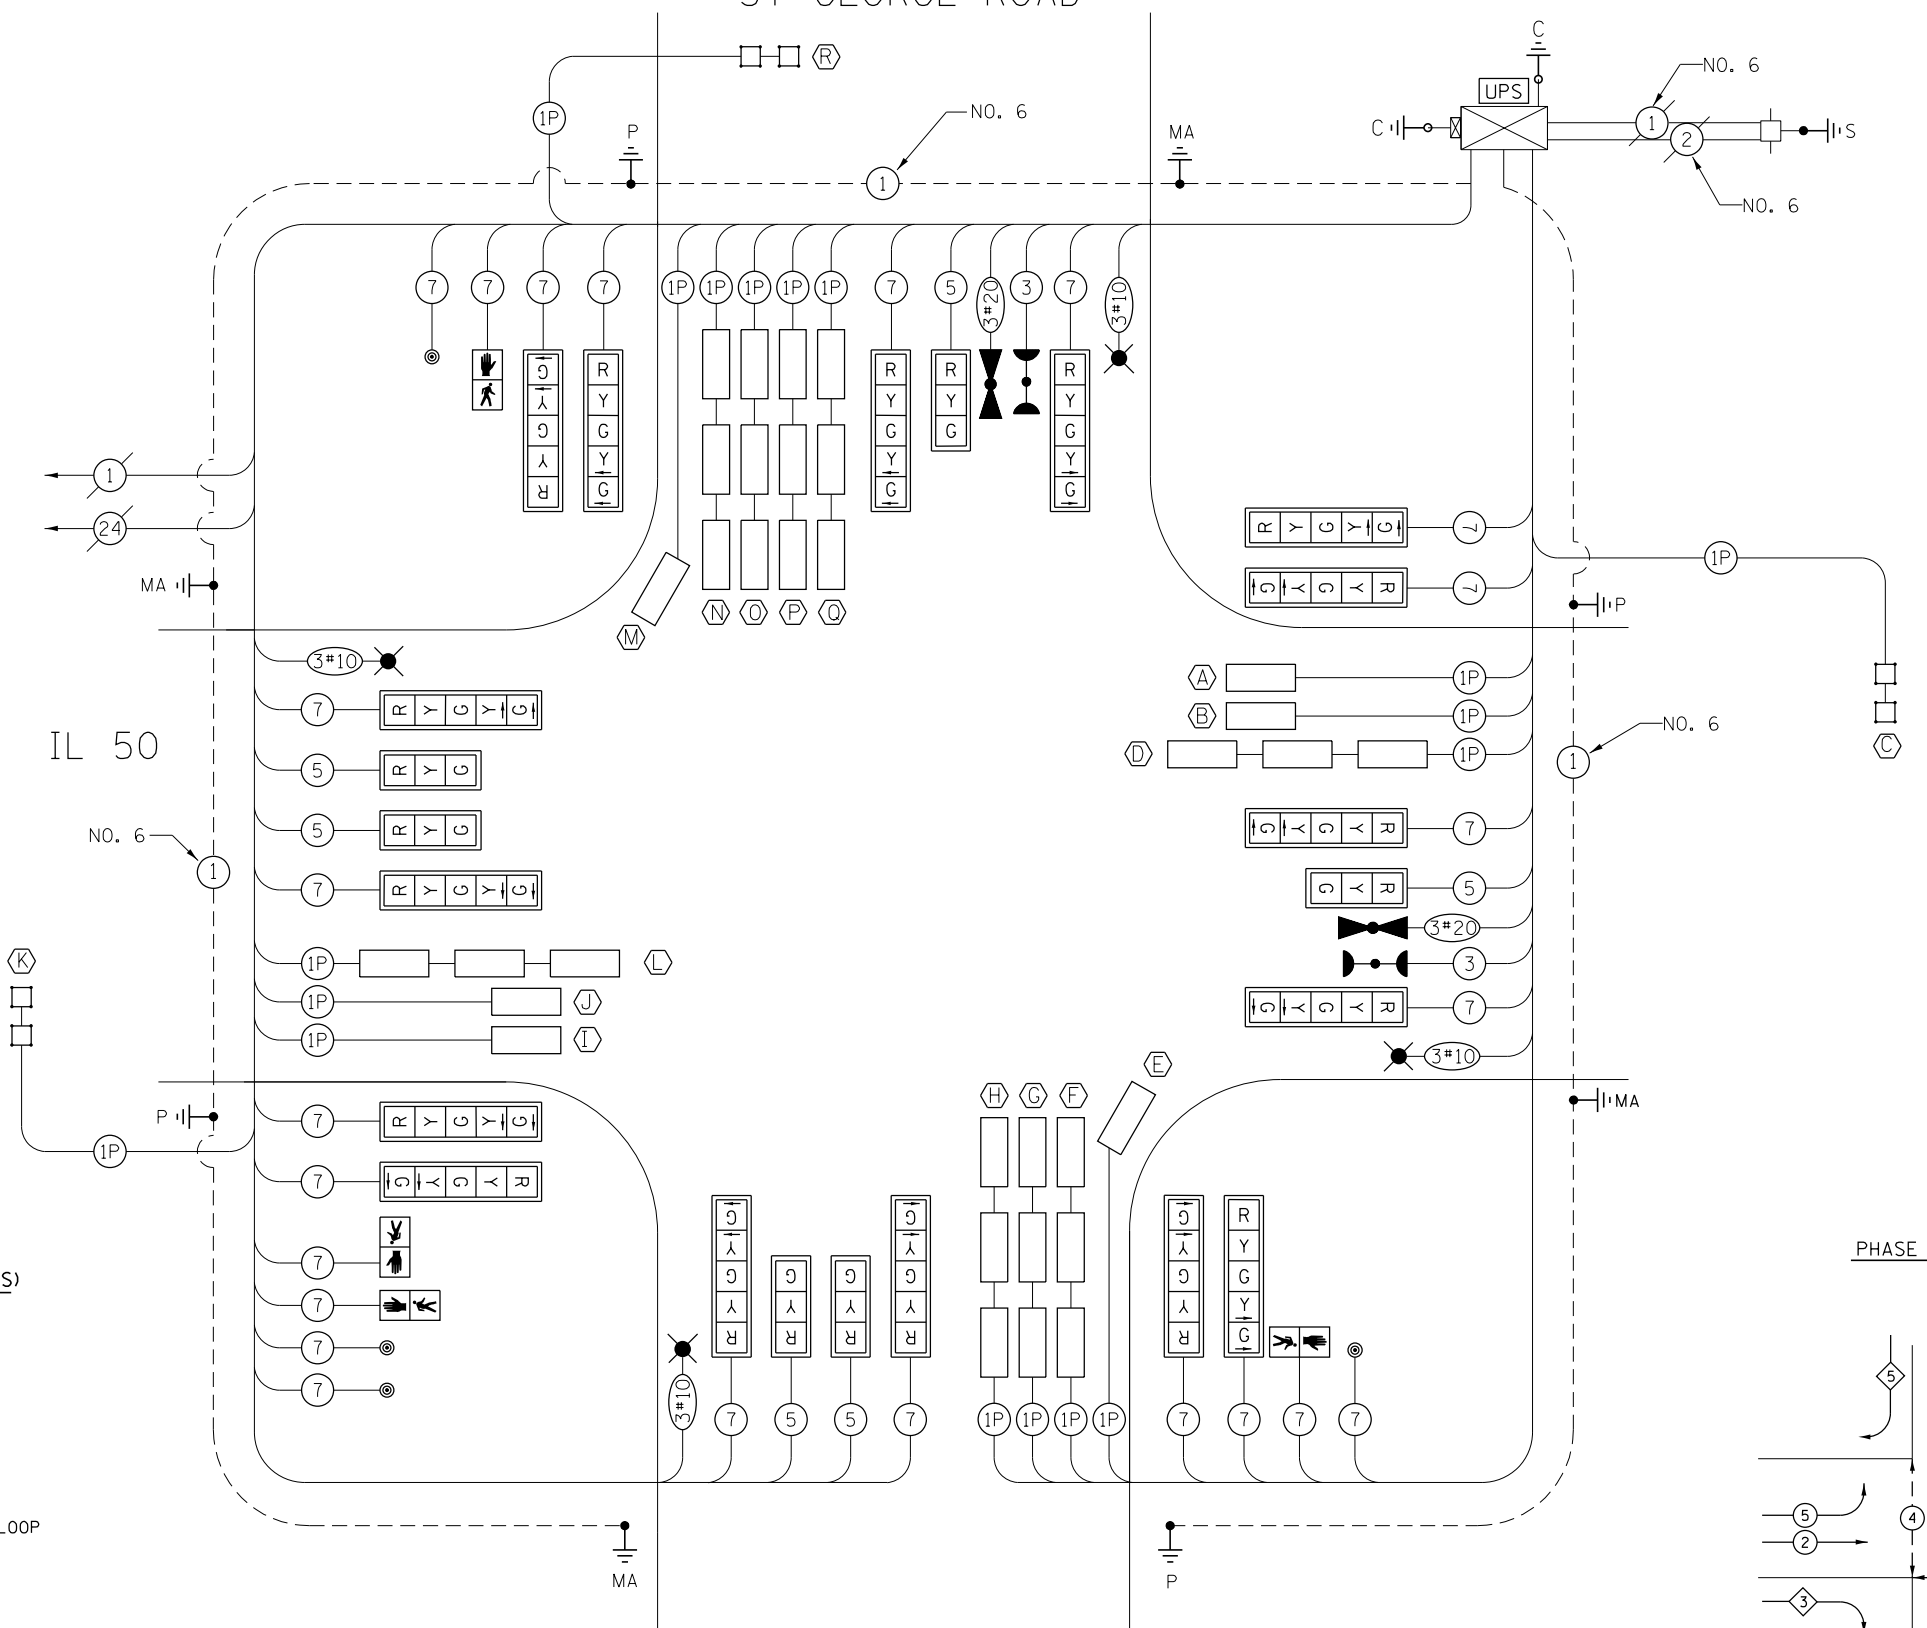 C
NO. 6
UPS
R
1P
NO. 6
P
MA
C
1
S
2
1
NO. 6
7 7 7 7 1P 1P 1P 1P 1P 7 5 3#20 3 7 3#10
G Y G Y R
R Y G Y G
R Y G Y G
R Y G
R Y G Y G
1
24
R Y G Y G 7
1P
MA
G Y G Y R 7
P
M N O P Q
3#10
A 1P
7 R Y G Y G
B 1P
NO. 6
IL 50
D 1P
C
5 R Y G
1
NO. 6
5 R Y G
G Y G Y R 7
1
7 R Y G Y G
G Y R 5
3#20
K
1P L
3
1P J
G Y G Y R 7
1P I
3#10
E
H G F
MA
P
7 R Y G Y G
1P
7 G Y G Y R
G Y G Y R
G Y R
G Y R
G Y G Y R
G Y G Y R
R Y G Y G
7
PHASE
S)
7
7
7
3#10
5
7 5 5 7 1P 1P 1P 1P 7 7 7 7
LOOP
5
4
2
MA
P
3